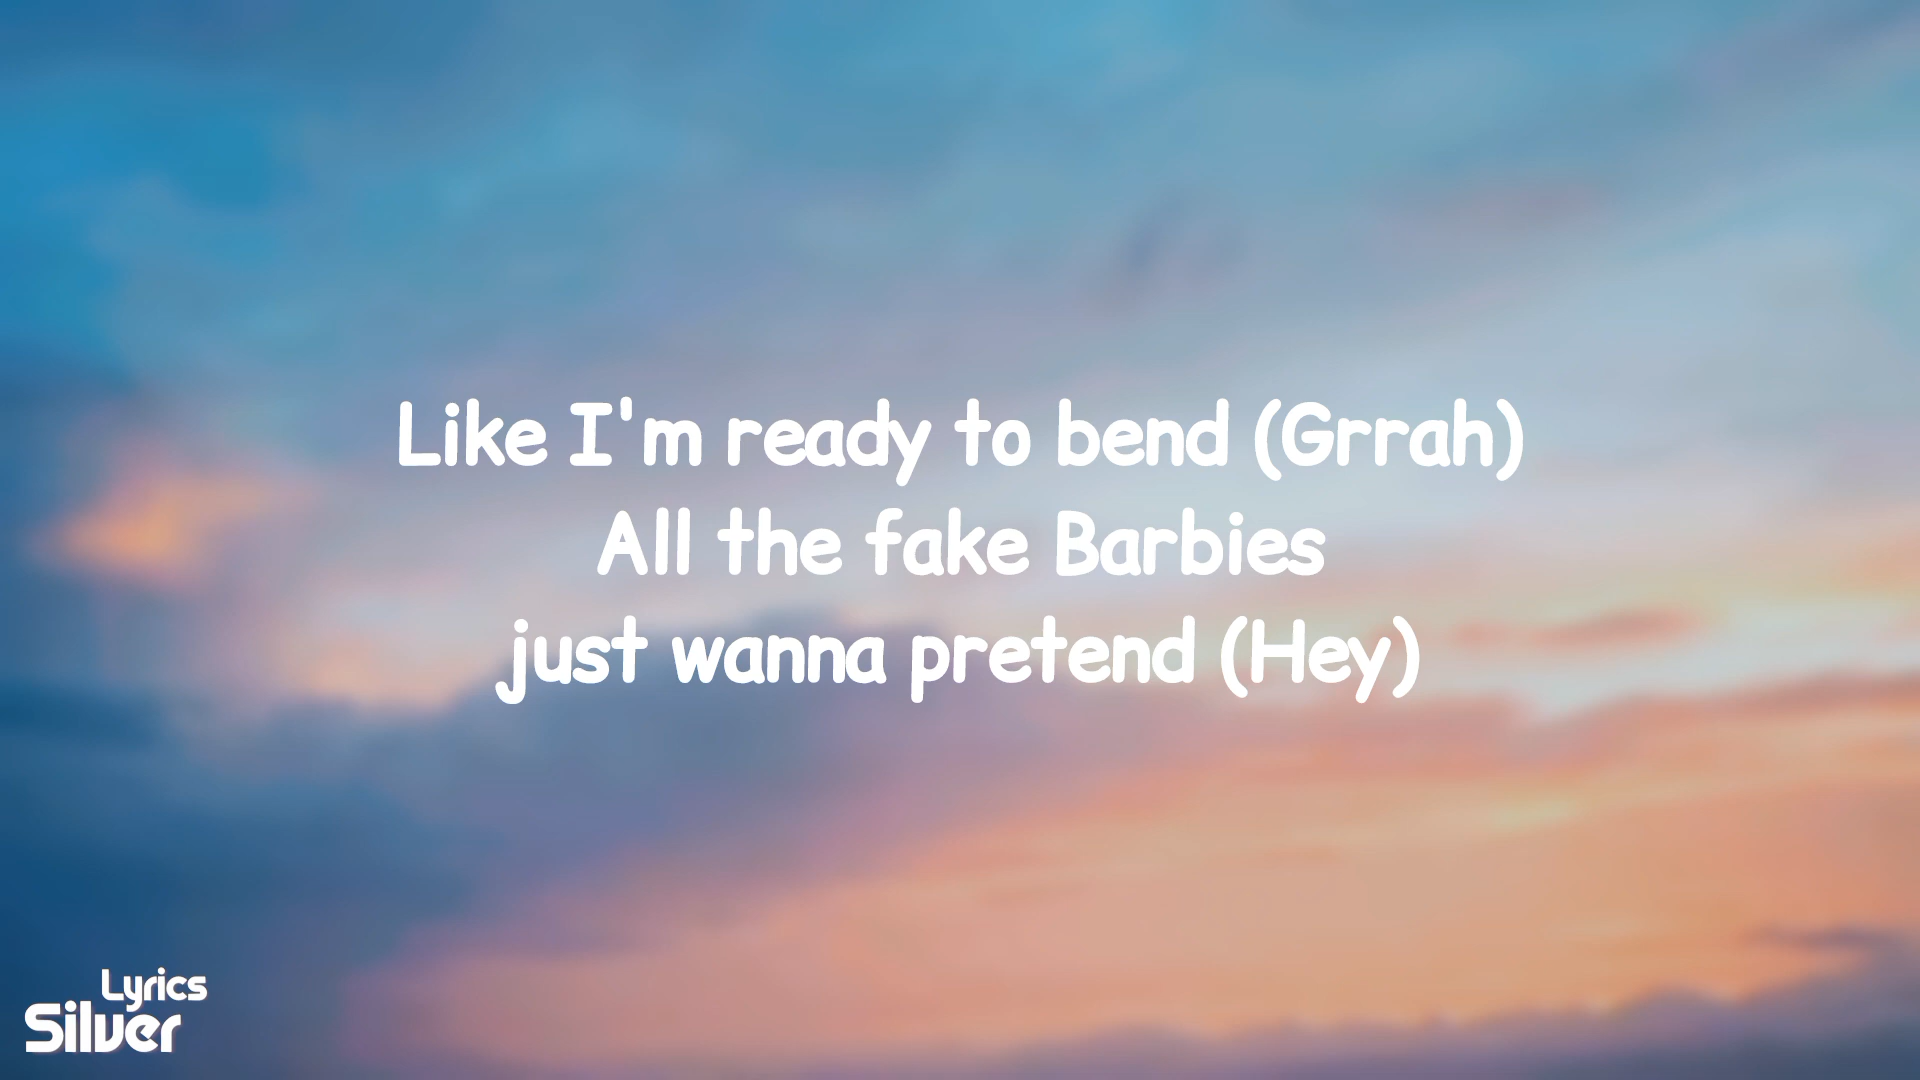 Like I'm ready to bend (Grrah)
All the fake Barbies
just wanna pretend (Hey)
Lyrics
Silver